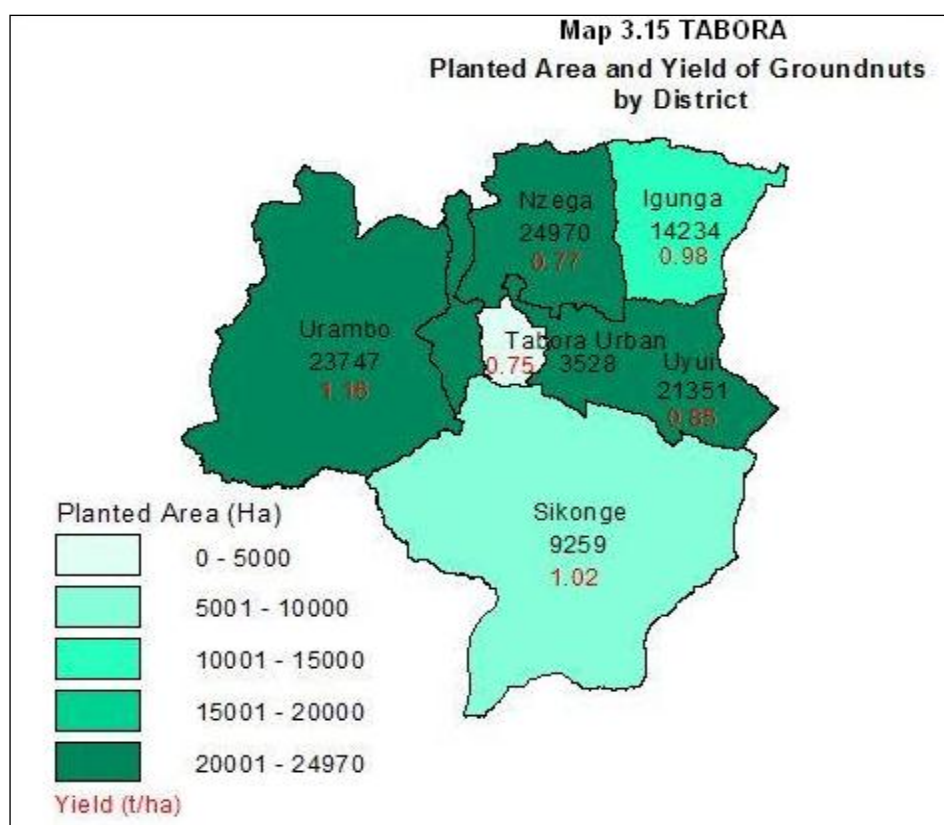 Map 3.15 TABORA
Planted Area and Yield of Groundnuts
by District
Nzega
24970
0.77
Igunga
14234
0.98
Urambo
23747
1.16
Tabora Urban
3528
0.75
Uyui
21351
0.85
Sikonge
9259
1.02
Planted Area (Ha)
0 - 5000
5001 - 10000
10001 - 15000
15001 - 20000
20001 - 24970
Yield (t/ha)